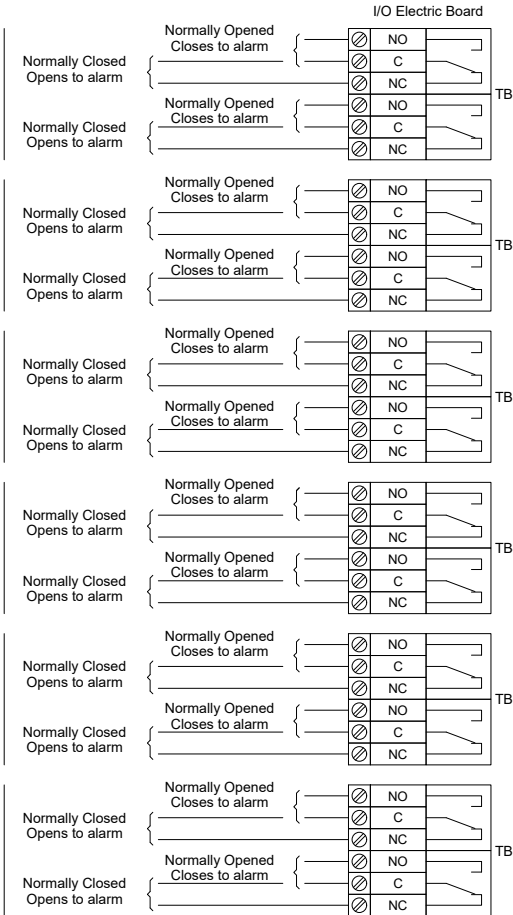 I/O Electric Board
Normally Opened
Closes to alarm
NO
Normally Closed
Opens to alarm
C
NC
TB
Normally Opened
Closes to alarm
NO
Normally Closed
Opens to alarm
C
NC
Normally Opened
Closes to alarm
NO
Normally Closed
Opens to alarm
C
NC
TB
Normally Opened
Closes to alarm
NO
Normally Closed
Opens to alarm
C
NC
Normally Opened
Closes to alarm
NO
Normally Closed
Opens to alarm
C
NC
TB
Normally Opened
Closes to alarm
NO
Normally Closed
Opens to alarm
C
NC
Normally Opened
Closes to alarm
NO
Normally Closed
Opens to alarm
C
NC
TB
Normally Opened
Closes to alarm
NO
Normally Closed
Opens to alarm
C
NC
Normally Opened
Closes to alarm
NO
Normally Closed
Opens to alarm
C
NC
TB
Normally Opened
Closes to alarm
NO
Normally Closed
Opens to alarm
C
NC
Normally Opened
Closes to alarm
NO
Normally Closed
Opens to alarm
C
NC
TB
Normally Opened
Closes to alarm
NO
Normally Closed
Opens to alarm
C
NC